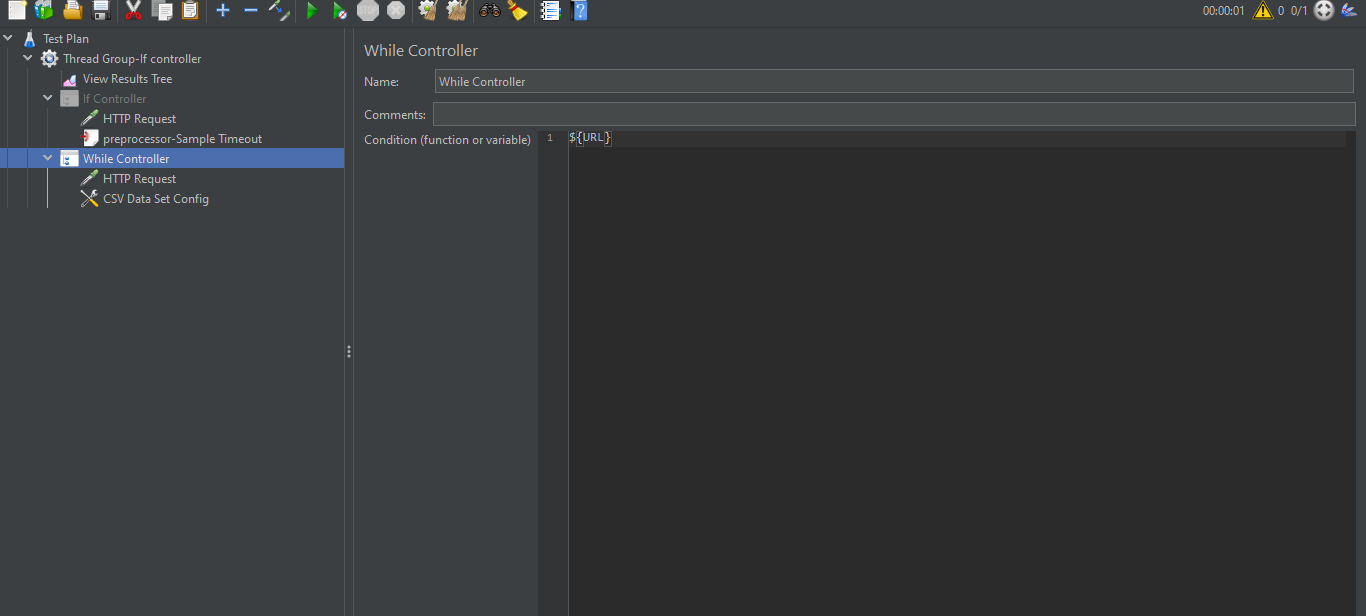 00:00:01 0 0/1
Test Plan
Thread Group-If controller
View Results Tree
If Controller
HTTP Request
preprocessor-Sample Timeout
While Controller
HTTP Request
CSV Data Set Config
While Controller
Name: While Controller
Comments:
Condition (function or variable) 1 ${URL}